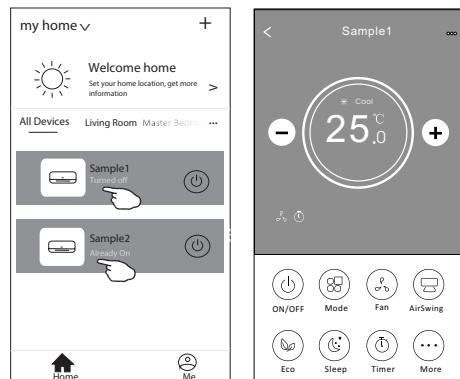 my home
Welcome home
Set your home location, get more
information
All Devices Living Room Master Bedroo
Sample1
Turned off
Sample2
Already On
Home Me
Sample1
Cool
25.0 ℃
ON/OFF Mode Fan AirSwing
Eco Sleep Timer More